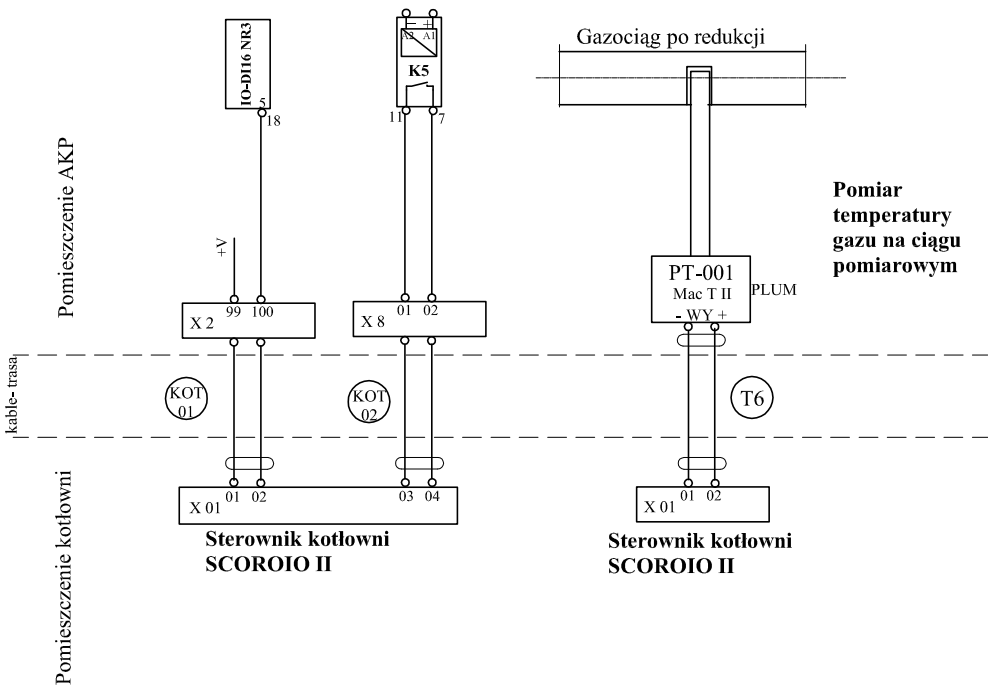 Pomieszczenie AKP
kable- trasa
Pomieszczenie kotłowni
IO-DI16 NR3
5
18
- +
A2 A1
K5
11
7
+V
99 100
X 2
01 02
X 8
KOT
01
KOT
02
01 02
03 04
X 01
Sterownik kotłowni
SCOROIO II
Gazociąg po redukcji
PT-001
Mac T II
- WY +
PLUM
Pomiar
temperatury
gazu na ciągu
pomiarowym
T6
01 02
X 01
Sterownik kotłowni
SCOROIO II